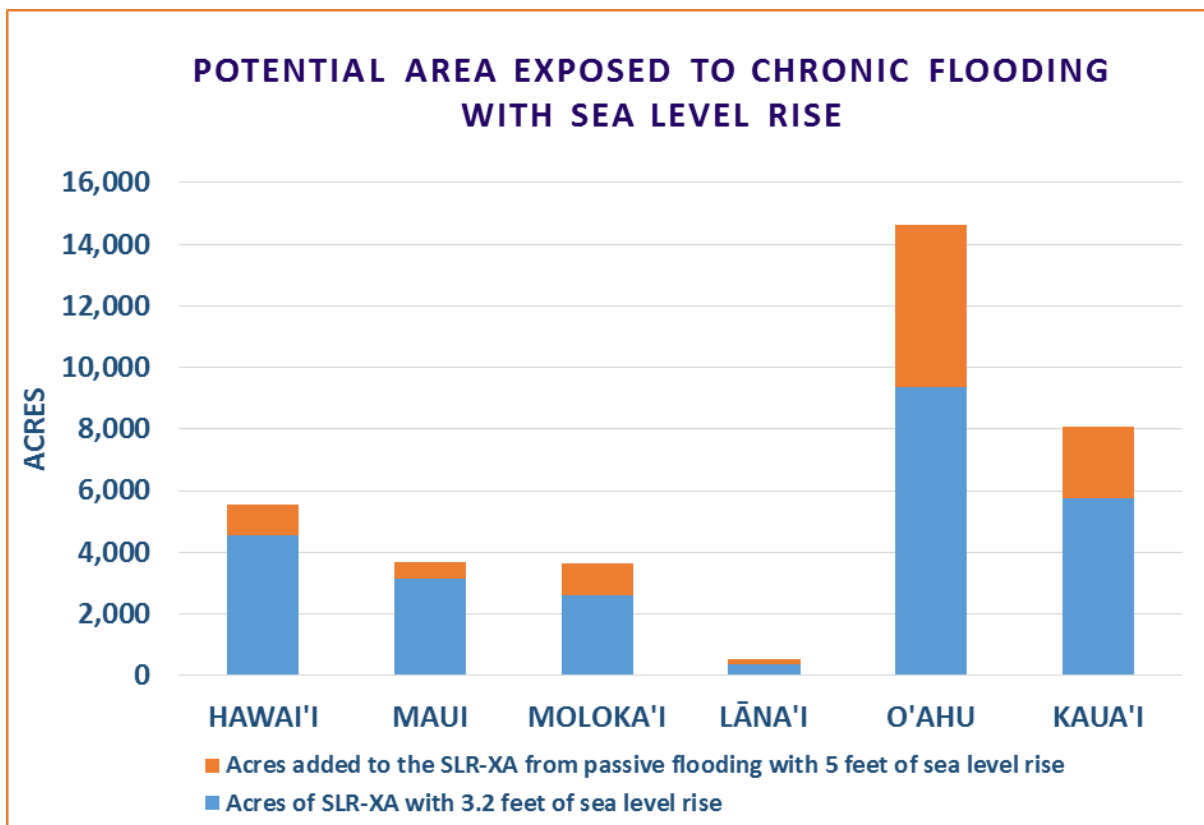 POTENTIAL AREA EXPOSED TO CHRONIC FLOODING
WITH SEA LEVEL RISE
16,000
14,000
12,000
10,000
8,000
6,000
4,000
2,000
0
ACRES
HAWAI'I
MAUI
MOLOKA'I
LĀNA'I
O'AHU
KAUA'I
Acres added to the SLR-XA from passive flooding with 5 feet of sea level rise
Acres of SLR-XA with 3.2 feet of sea level rise